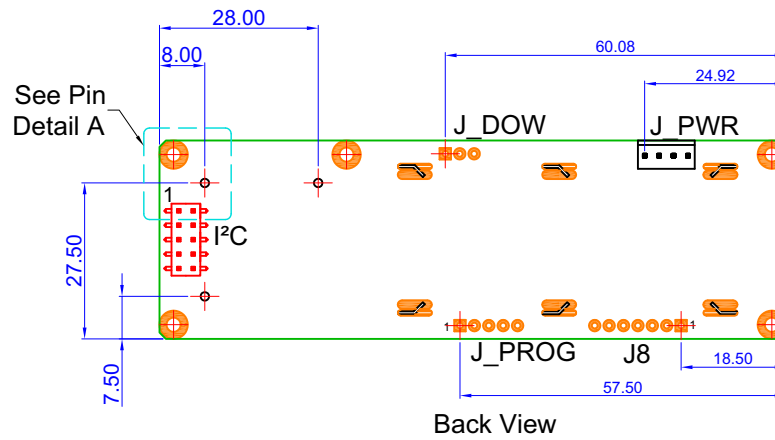 28.00
60.08
8.00
24.92
See Pin
Detail A
J_DOW
J_PWR
1
I²C
27.50
7.50
1
J_PROG
J8
1
18.50
57.50
Back View